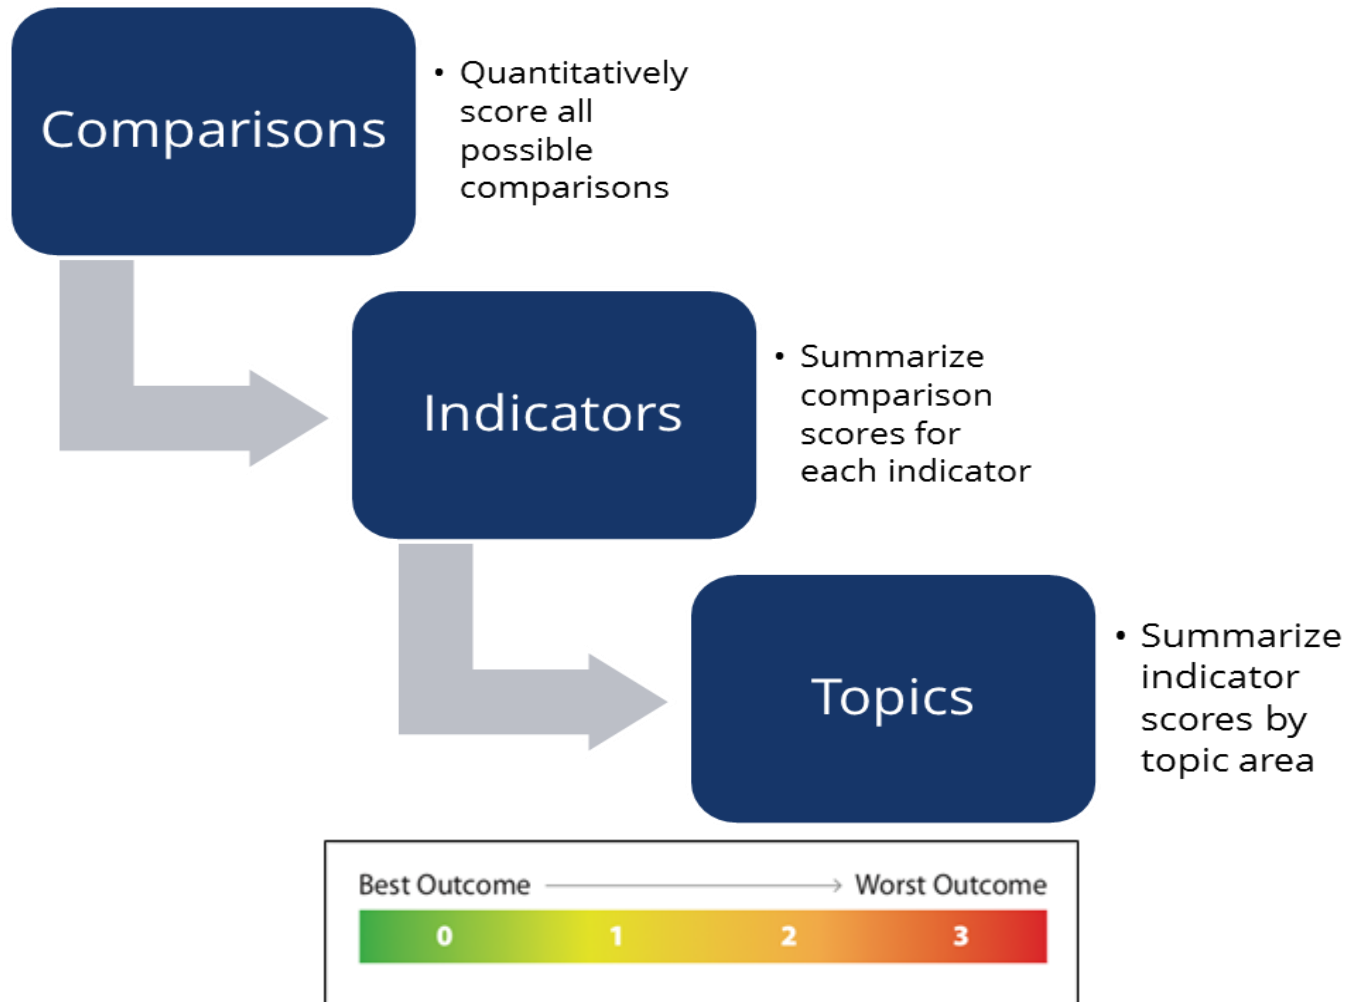 Comparisons
• Quantitatively
score all
possible
comparisons
Indicators
• Summarize
comparison
scores for
each indicator
Topics
• Summarize
indicator
scores by
topic area
Best Outcome → Worst Outcome
0 1 2 3